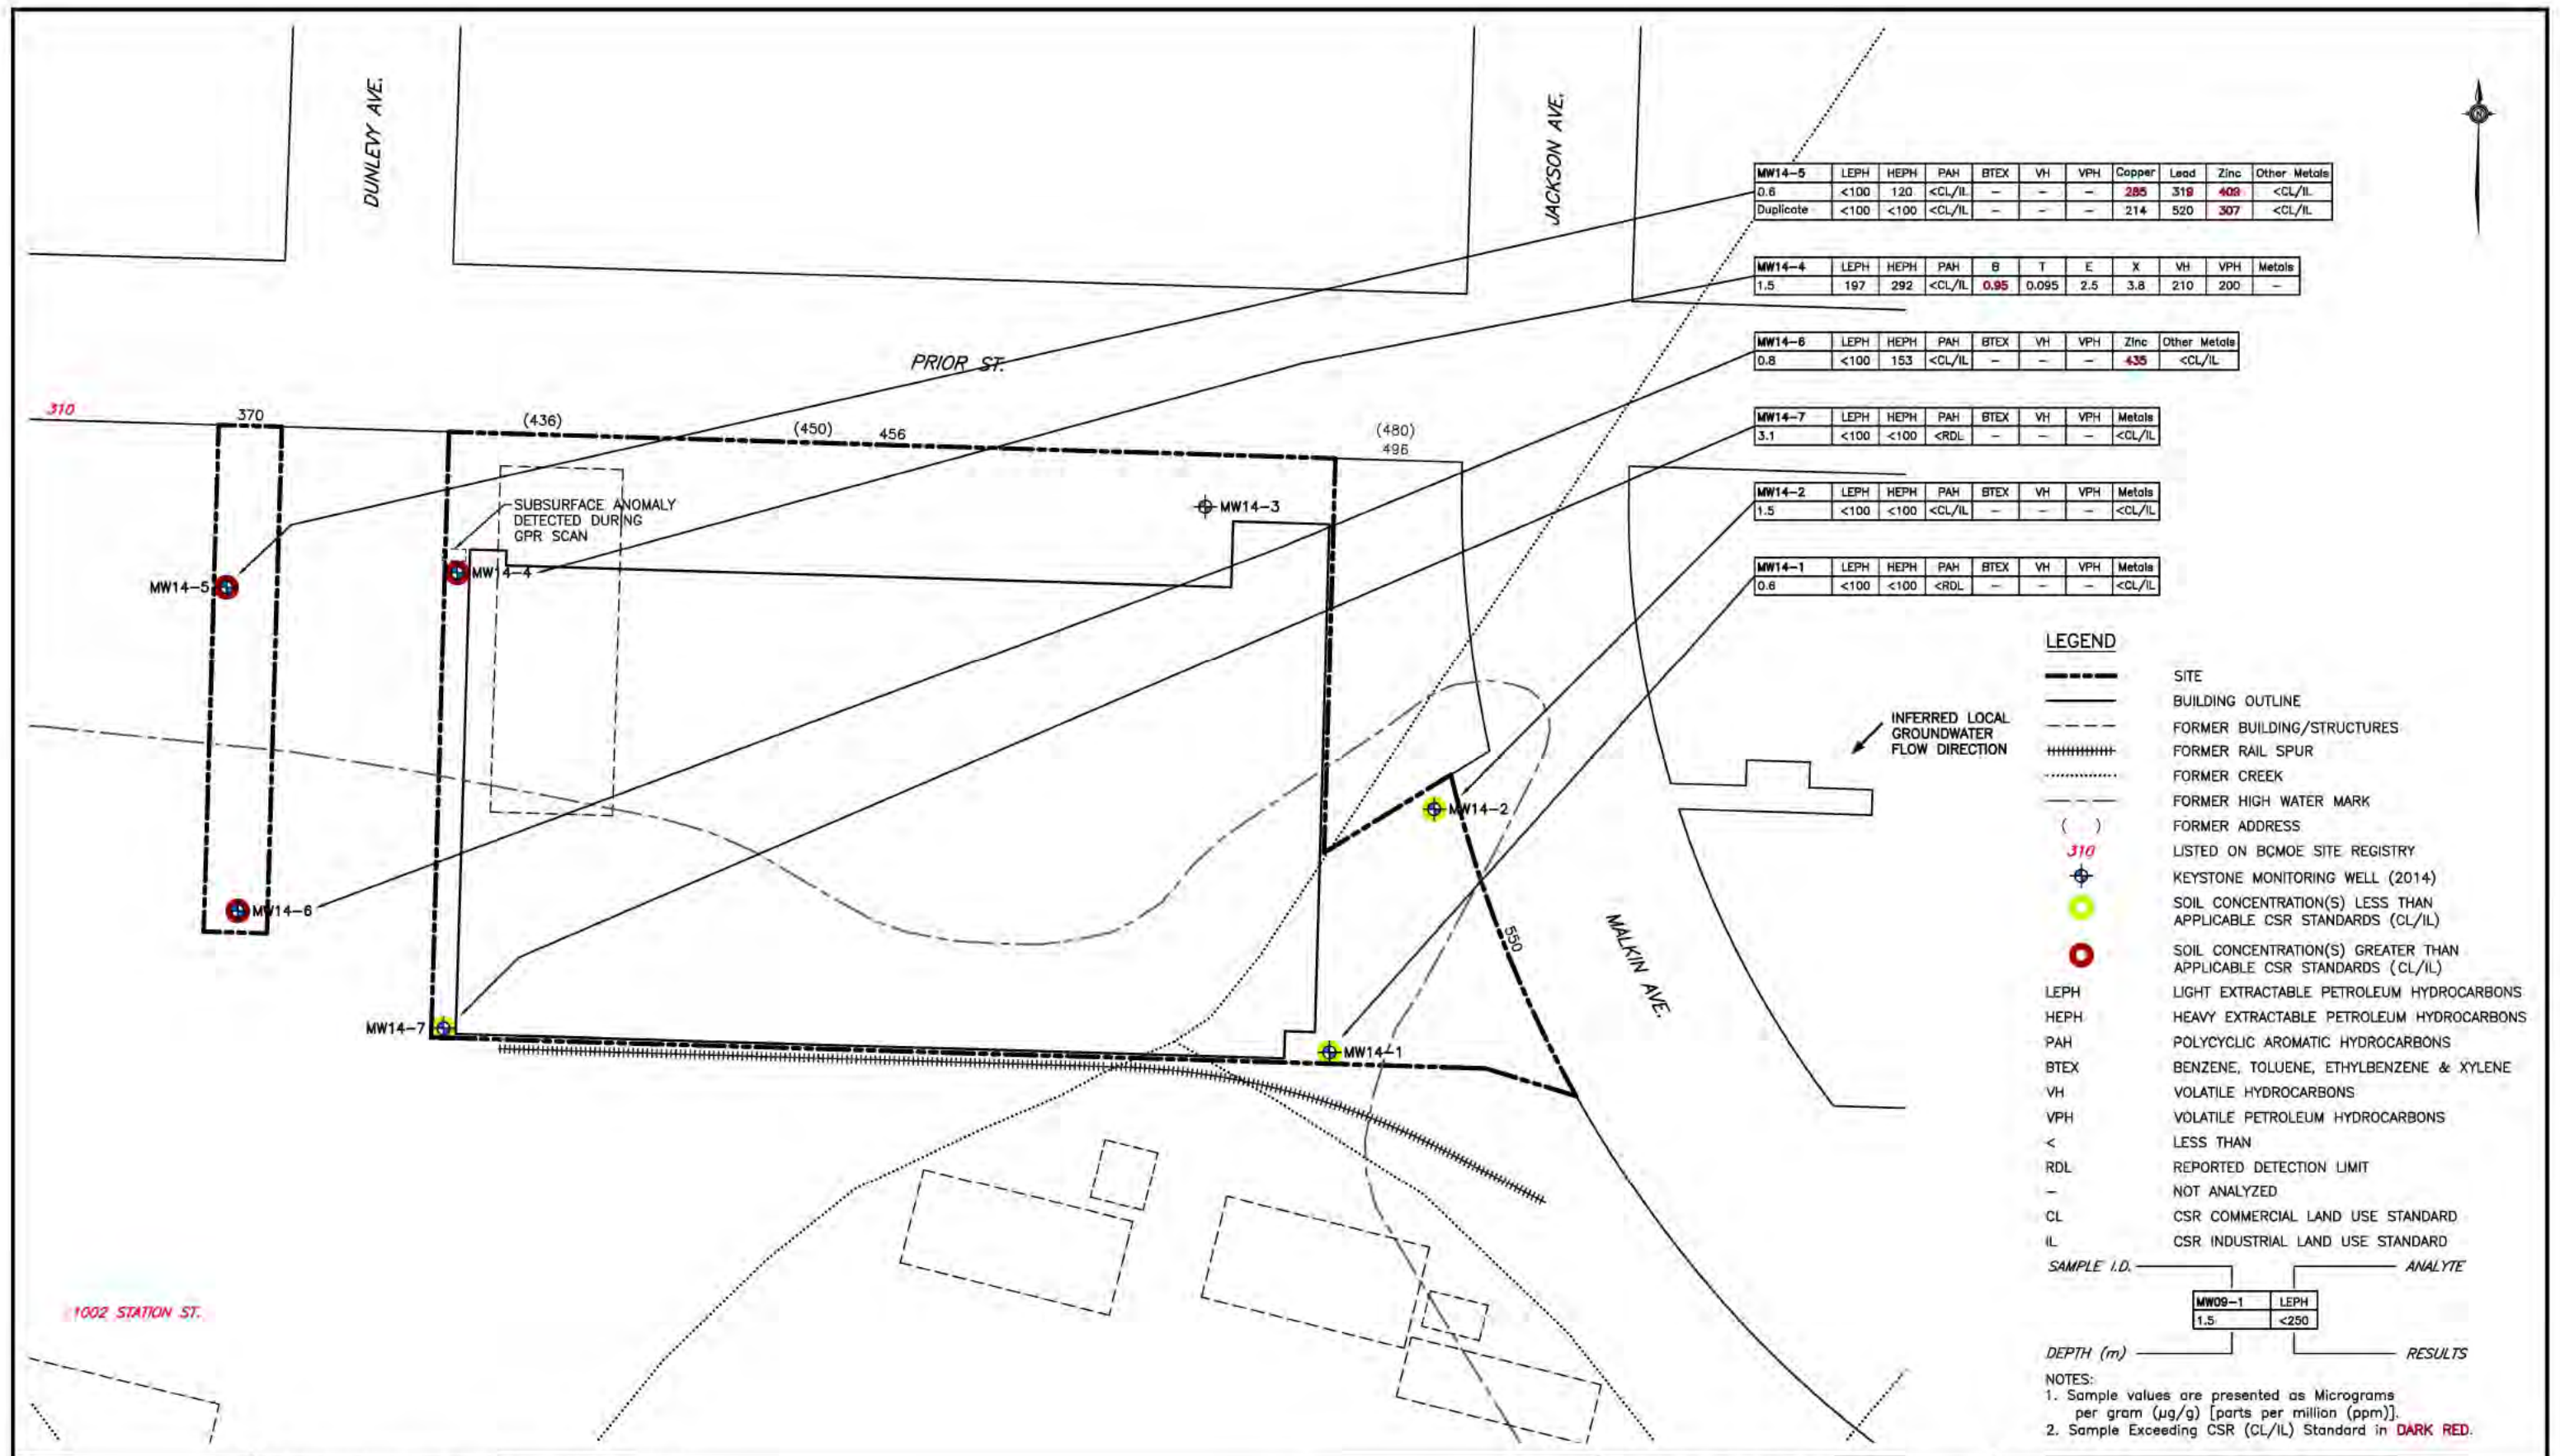 DUNLEVY AVE.
JACKSON AVE.
N
MW14-5 LEPH HEPH PAH BTEX VH VPH Copper Lead Zinc Other Metals
0.6 <100 120 <CL/IL - - - 285 319 409 <CL/IL
Duplicate <100 <100 <CL/IL - - - 214 520 307 <CL/IL
MW14-4 LEPH HEPH PAH B T E X VH VPH Metals
1.5 197 292 <CL/IL 0.95 0.095 2.5 3.8 210 200 -
MW14-6 LEPH HEPH PAH BTEX VH VPH Zinc Other Metals
0.8 <100 153 <CL/IL - - - 435 <CL/IL
MW14-7 LEPH HEPH PAH BTEX VH VPH Metals
3.1 <100 <100 <RDL - - - <CL/IL
MW14-2 LEPH HEPH PAH BTEX VH VPH Metals
1.5 <100 <100 <CL/IL - - - <CL/IL
MW14-1 LEPH HEPH PAH BTEX VH VPH Metals
0.6 <100 <100 <RDL - - - <CL/IL
PRIOR ST.
310
370
(436)
(450) 456
(480)
496
SUBSURFACE ANOMALY
DETECTED DURING
GPR SCAN
MW14-3
MW14-4
MW14-5
MW14-6
MW14-7
MW14-2
MW14-1
550
MALKIN AVE.
INFERRED LOCAL
GROUNDWATER
FLOW DIRECTION
1002 STATION ST.
LEGEND
SITE
BUILDING OUTLINE
FORMER BUILDING/STRUCTURES
FORMER RAIL SPUR
FORMER CREEK
FORMER HIGH WATER MARK
( ) FORMER ADDRESS
310 LISTED ON BCMOE SITE REGISTRY
KEYSTONE MONITORING WELL (2014)
SOIL CONCENTRATION(S) LESS THAN
APPLICABLE CSR STANDARDS (CL/IL)
SOIL CONCENTRATION(S) GREATER THAN
APPLICABLE CSR STANDARDS (CL/IL)
LEPH LIGHT EXTRACTABLE PETROLEUM HYDROCARBONS
HEPH HEAVY EXTRACTABLE PETROLEUM HYDROCARBONS
PAH POLYCYCLIC AROMATIC HYDROCARBONS
BTEX BENZENE, TOLUENE, ETHYLBENZENE & XYLENE
VH VOLATILE HYDROCARBONS
VPH VOLATILE PETROLEUM HYDROCARBONS
< LESS THAN
RDL REPORTED DETECTION LIMIT
- NOT ANALYZED
CL CSR COMMERCIAL LAND USE STANDARD
IL CSR INDUSTRIAL LAND USE STANDARD
SAMPLE I.D. ANALYTE
MW09-1 LEPH
1.5 <250
DEPTH (m) RESULTS
NOTES:
1. Sample values are presented as Micrograms
per gram (µg/g) [parts per million (ppm)].
2. Sample Exceeding CSR (CL/IL) Standard in DARK RED.